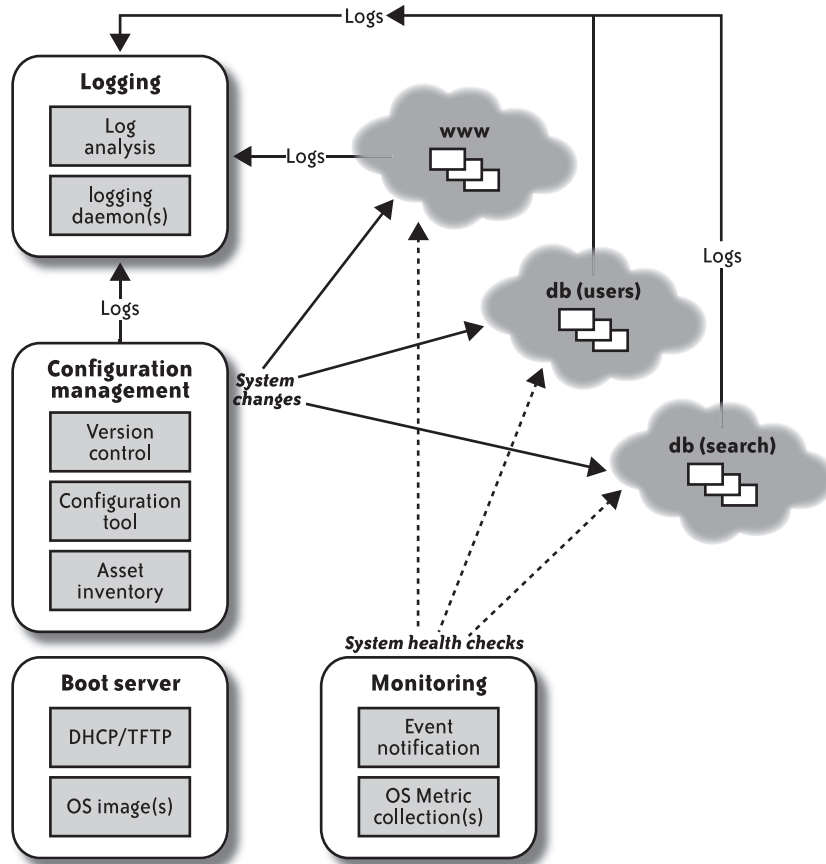 Logs
Logging
Log
analysis
logging
daemon(s)
Logs
www
Logs
db (users)
Logs
Configuration
management
Version
control
Configuration
tool
Asset
inventory
System
changes
db (search)
System health checks
Boot server
DHCP/TFTP
OS image(s)
Monitoring
Event
notification
OS Metric
collection(s)